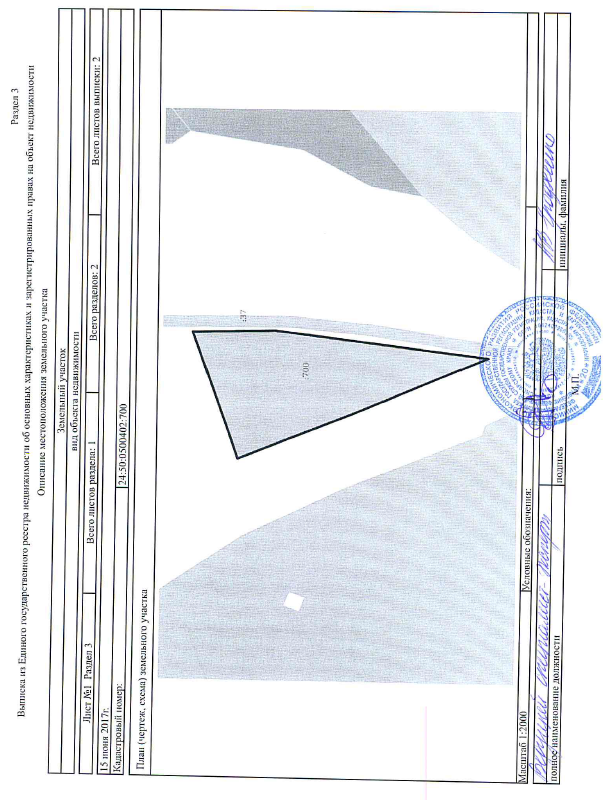 Раздел 3
Выписка из Единого государственного реестра недвижимости об основных характеристиках и зарегистрированных правах на объект недвижимости
Описание местоположения земельного участка
Земельный участок
вид объекта недвижимости
Лист №1 Раздел 3 Всего листов раздела: 1 Всего разделов: 2 Всего листов выписки: 2
15 июня 2017г.
Кадастровый номер: 24:50:0500402:700
План (чертеж, схема) земельного участка
:37
:700
Масштаб 1:2000 Условные обозначения:
полное наименование должности подпись инициалы, фамилия
М.П.